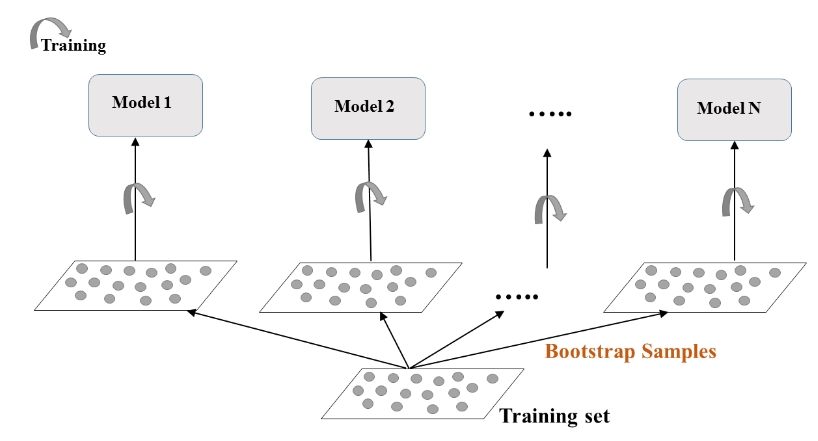 Training
Model 1
Model 2
.....
Model N
.....
Bootstrap Samples
Training set